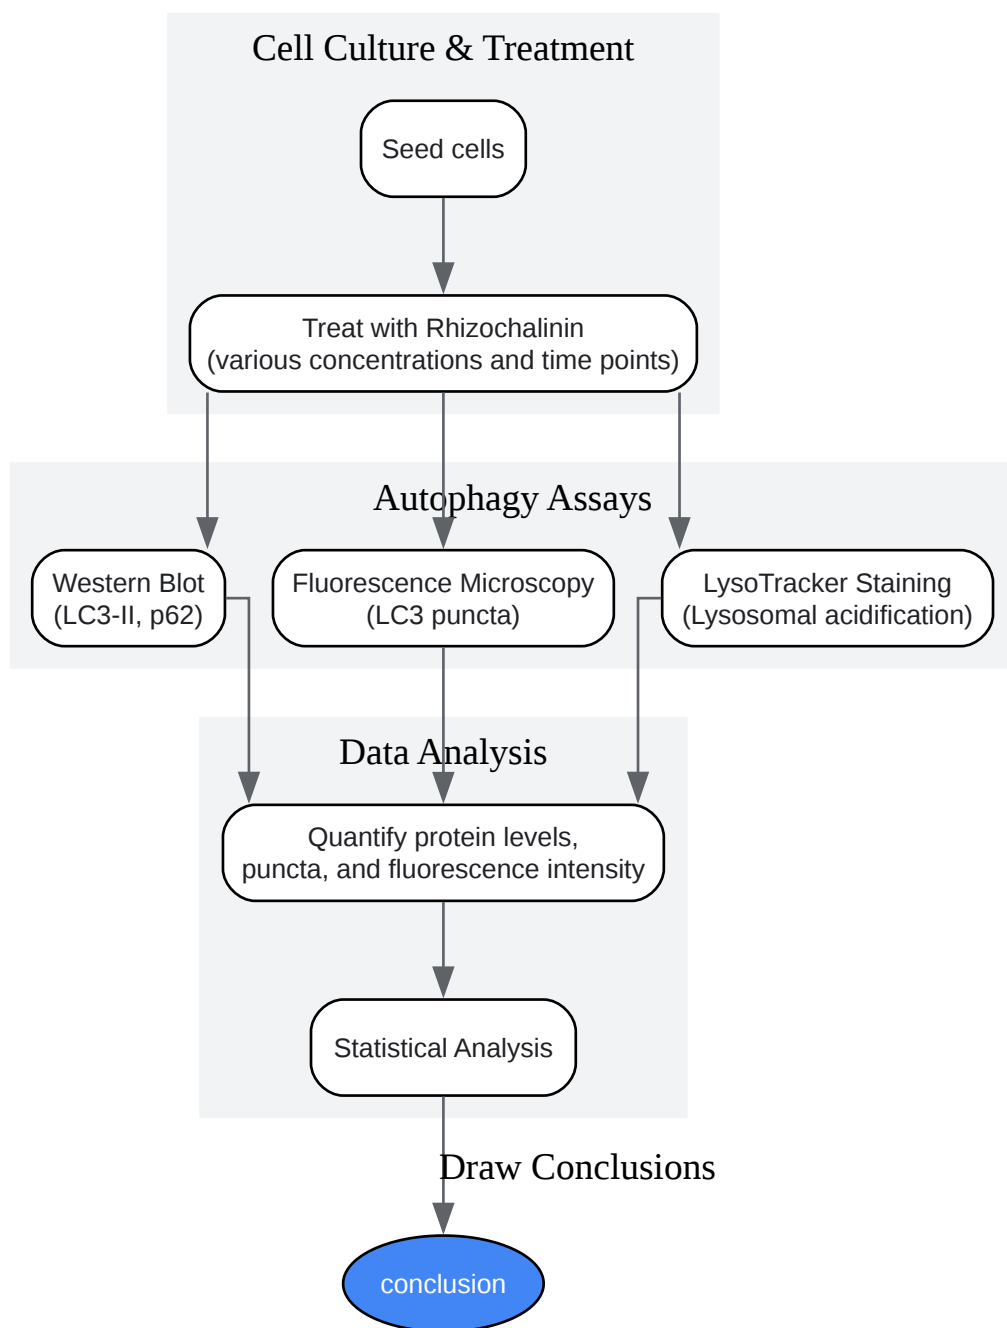 Cell Culture & Treatment
Seed cells
Treat with Rhizochalinin
(various concentrations and time points)
Autophagy Assays
Western Blot
(LC3-II, p62)
Fluorescence Microscopy
(LC3 puncta)
LysoTracker Staining
(Lysosomal acidification)
Data Analysis
Quantify protein levels,
puncta, and fluorescence intensity
Statistical Analysis
Draw Conclusions
conclusion